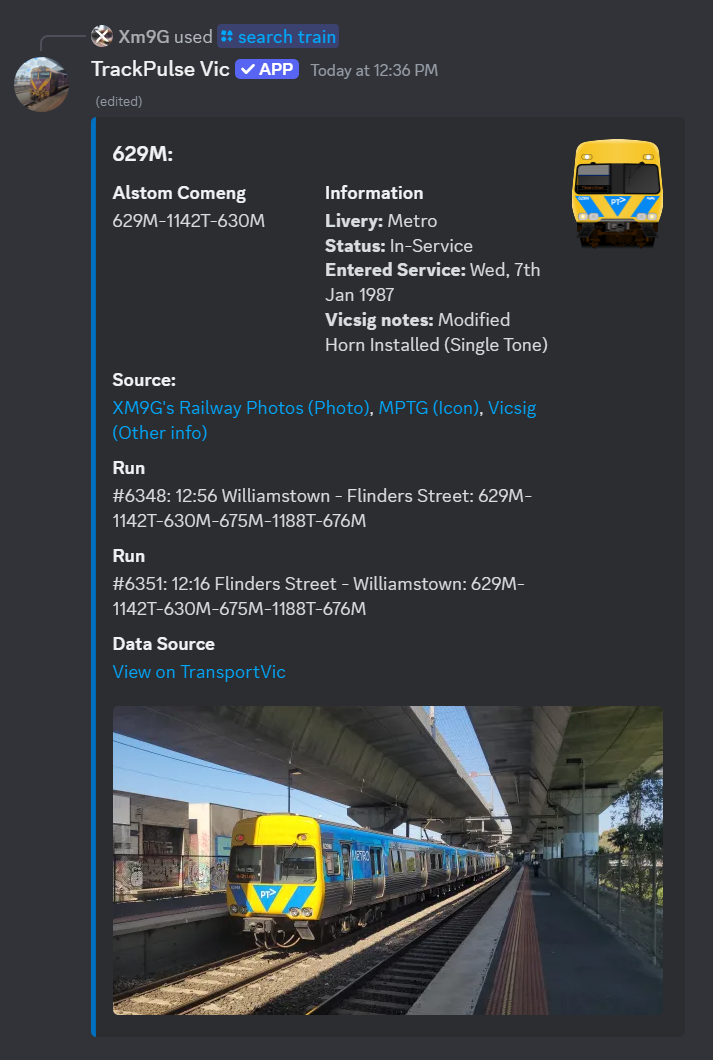 Xm9G used search train
TrackPulse Vic ✓ APP Today at 12:36 PM
(edited)
629M:
Alstom Comeng
629M-1142T-630M
Information
Livery: Metro
Status: In-Service
Entered Service: Wed, 7th
Jan 1987
Vicsig notes: Modified
Horn Installed (Single Tone)
Source:
XM9G's Railway Photos (Photo), MPTG (Icon), Vicsig
(Other info)
Run
#6348: 12:56 Williamstown - Flinders Street: 629M-
1142T-630M-675M-1188T-676M
Run
#6351: 12:16 Flinders Street - Williamstown: 629M-
1142T-630M-675M-1188T-676M
Data Source
View on TransportVic
PT>
METRO
PT>